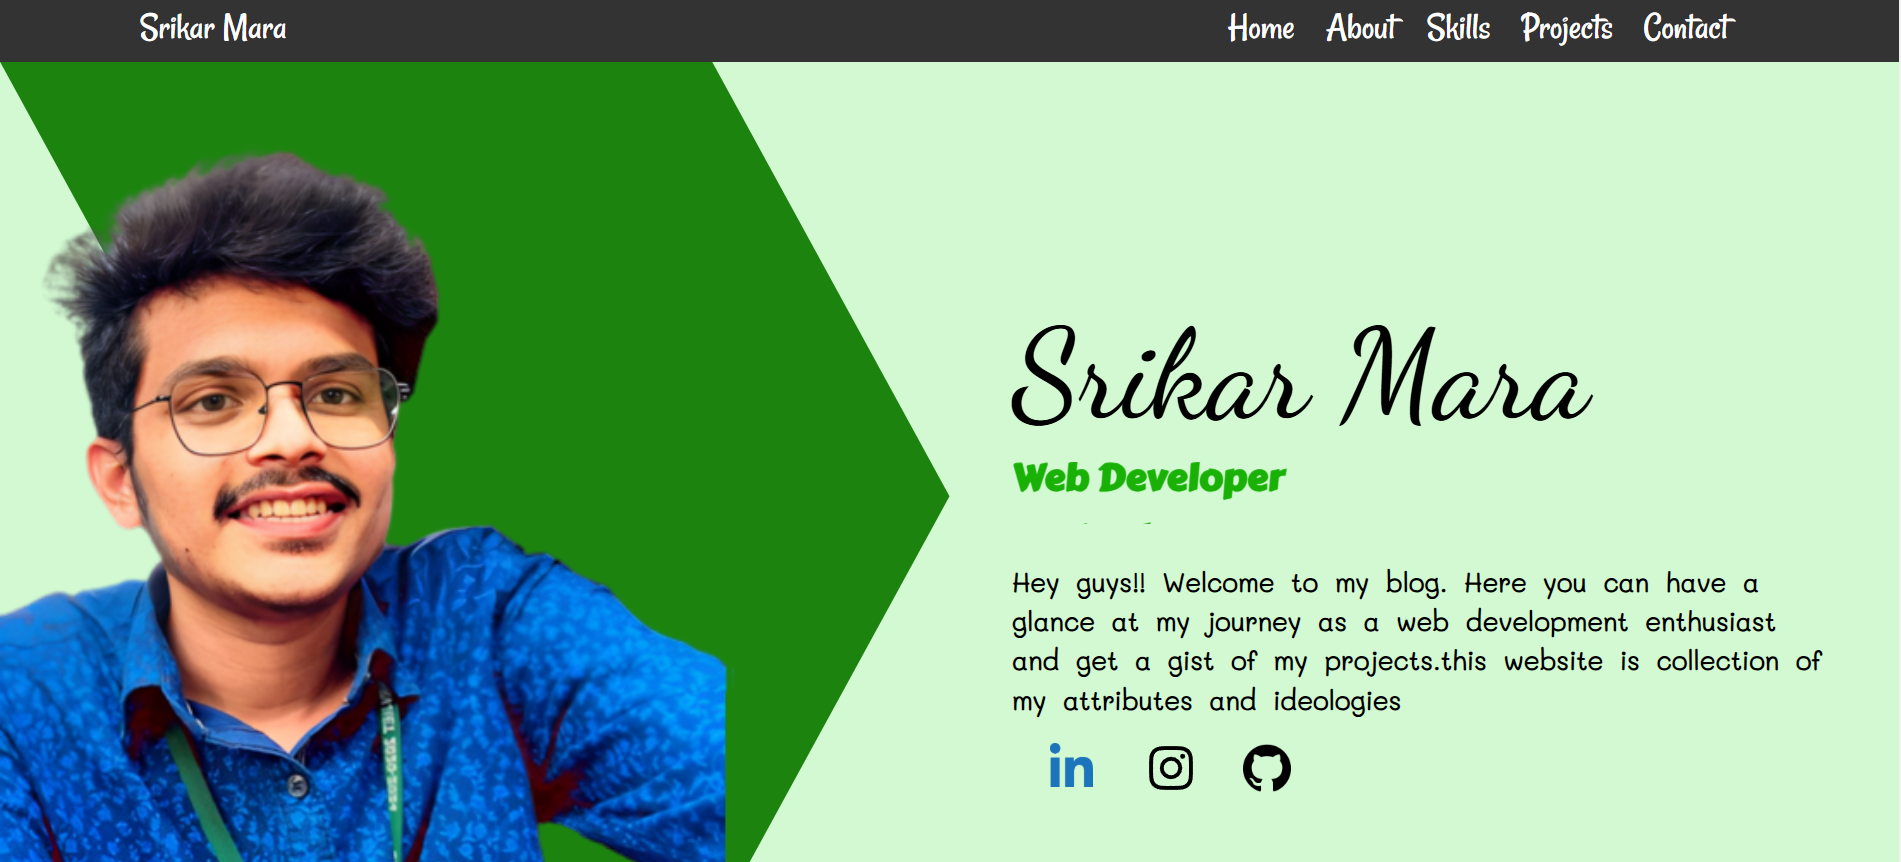 Srikar Mara
Home About Skills Projects Contact
Srikar Mara
Web Developer
Hey guys!! Welcome to my blog. Here you can have a
glance at my journey as a web development enthusiast
and get a gist of my projects.this website is collection of
my attributes and ideologies
in